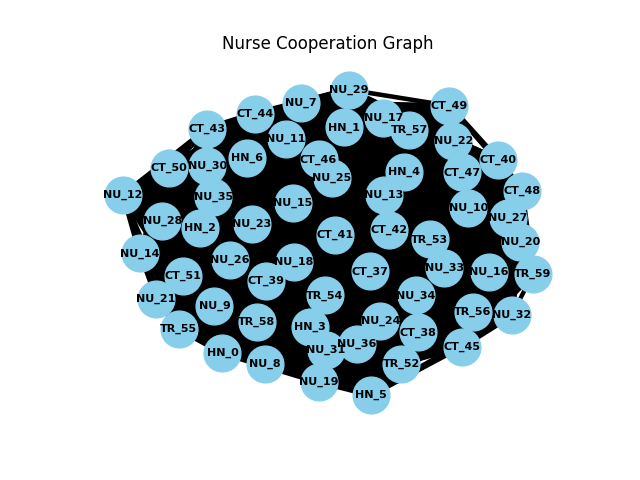 Nurse Cooperation Graph
NU_29
NU_7
CT_49
CT_44
NU_17
CT_43
HN_1
TR_57
NU_11
NU_22
HN_6
CT_46
CT_40
NU_30
CT_50
HN_4
CT_47
NU_25
CT_48
NU_12
NU_13
NU_35
NU_15
NU_10
NU_27
NU_28
NU_23
HN_2
CT_42
CT_41
TR_53
NU_20
NU_14
NU_26
NU_18
NU_33
CT_37
NU_16
TR_59
CT_51
CT_39
TR_54
NU_34
NU_21
NU_9
TR_56
NU_32
TR_58
NU_24
HN_3
TR_55
CT_38
NU_36
CT_45
NU_31
HN_0
NU_8
TR_52
NU_19
HN_5